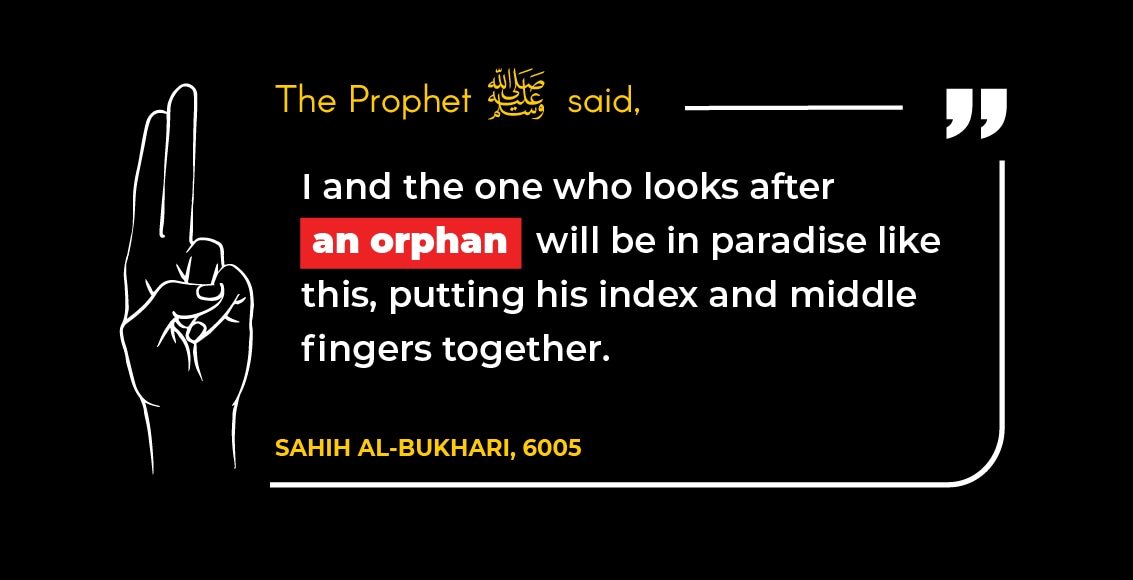 The Prophet ﷺ said,
”
I and the one who looks after
an orphan will be in paradise like
this, putting his index and middle
fingers together.
SAHIH AL-BUKHARI, 6005